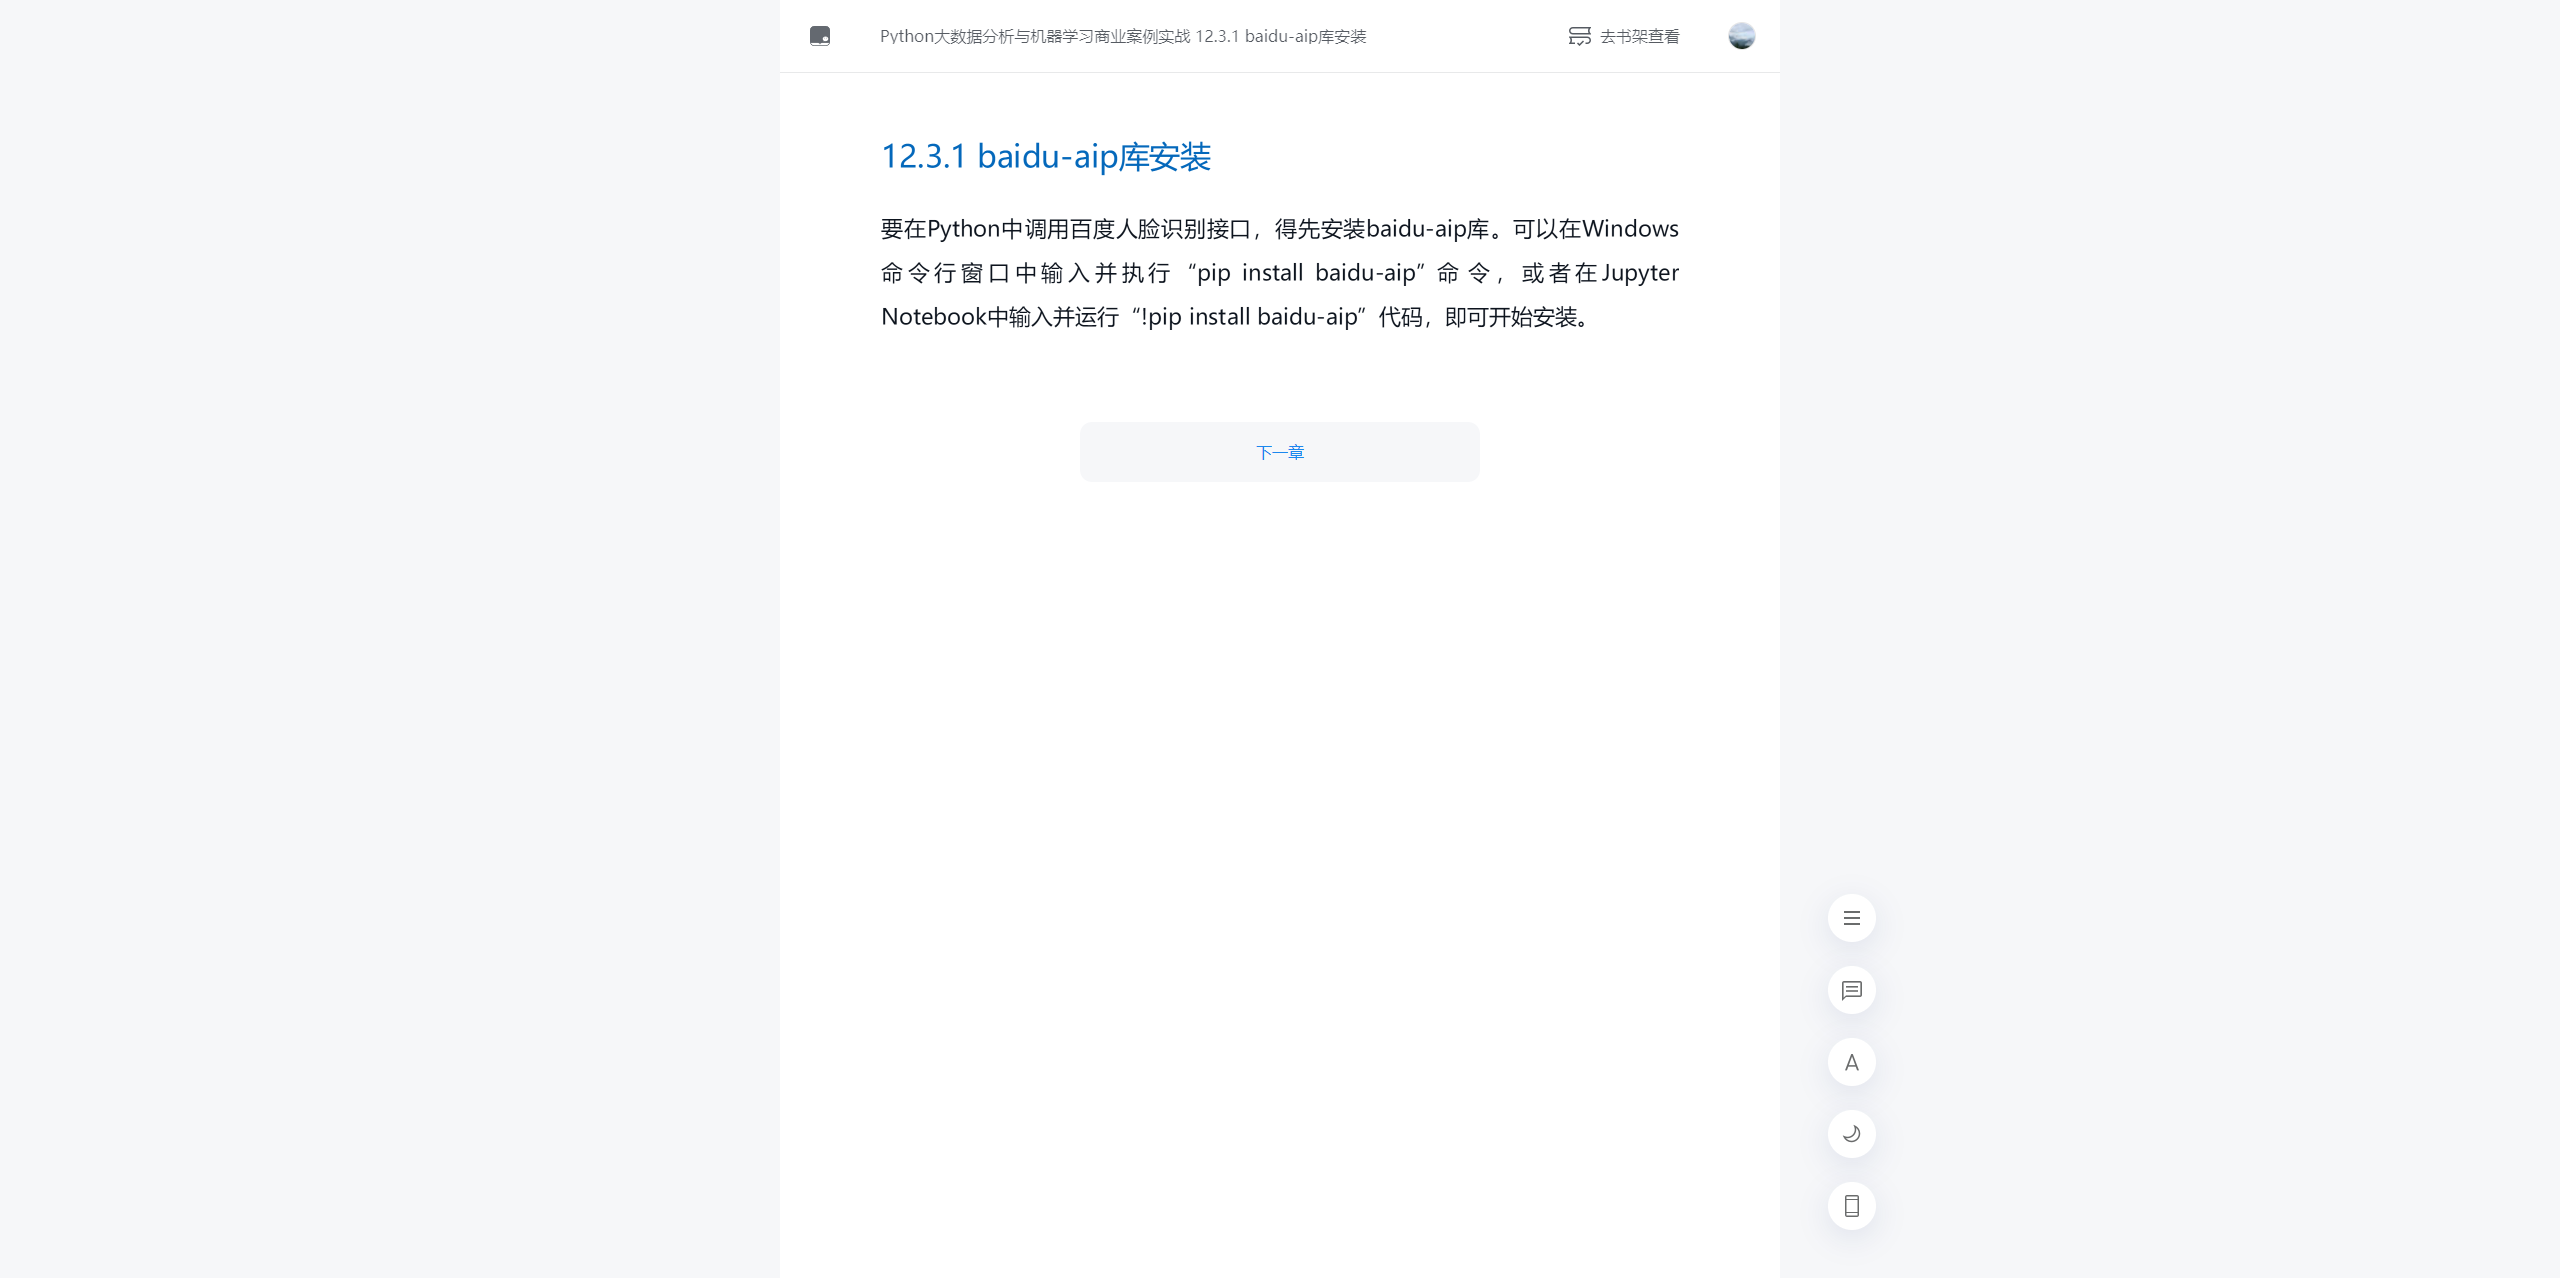 Python大数据分析与机器学习商业案例实战 12.3.1 baidu-aip库安装
去书架查看
12.3.1 baidu-aip库安装
要在Python中调用百度人脸识别接口，得先安装baidu-aip库。可以在Windows
命令行窗口中输入并执行“pip install baidu-aip”命令，或者在Jupyter
Notebook中输入并运行“!pip install baidu-aip”代码，即可开始安装。
下一章
A